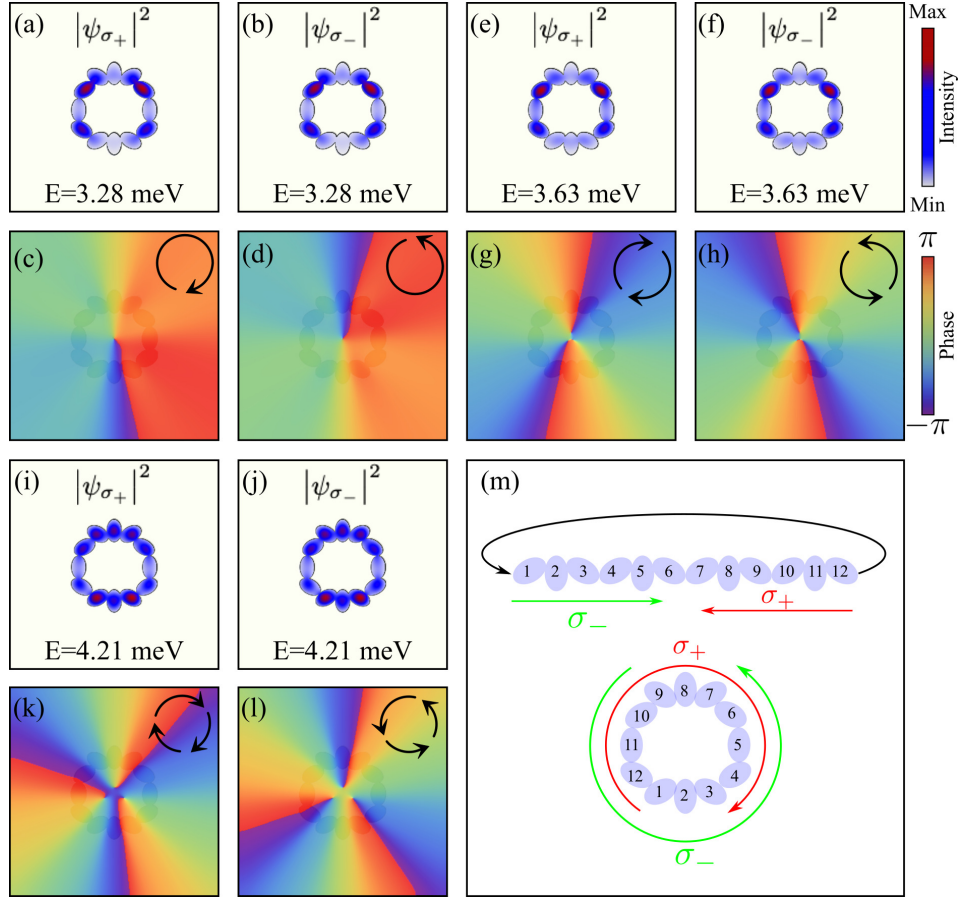 (a) |ψσ+|² E=3.28 meV
(b) |ψσ−|² E=3.28 meV
(e) |ψσ+|² E=3.63 meV
(f) |ψσ−|² E=3.63 meV
Max
Intensity
Min
(c)
(d)
(g)
(h)
π
Phase
−π
(i) |ψσ+|² E=4.21 meV
(j) |ψσ−|² E=4.21 meV
(k)
(l)
(m)
1 2 3 4 5 6 7 8 9 10 11 12
σ−
σ+
σ+
9 8 7
10 6
11 5
12 4
1 2 3
σ−